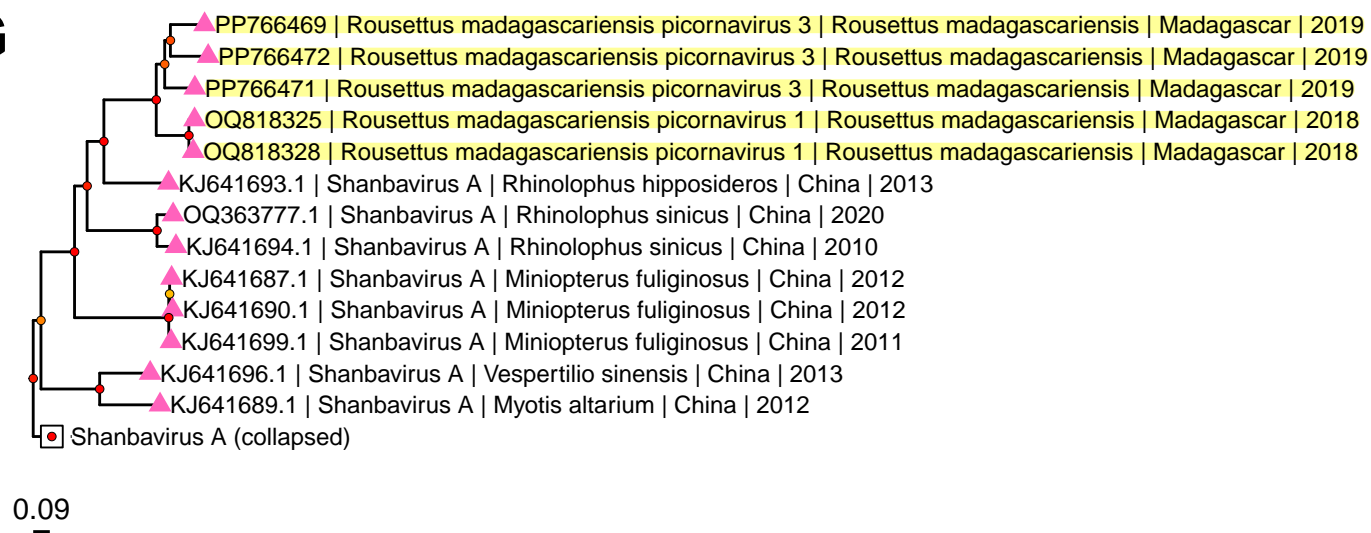 G
PP766469 | Rousettus madagascariensis picornavirus 3 | Rousettus madagascariensis | Madagascar | 2019
PP766472 | Rousettus madagascariensis picornavirus 3 | Rousettus madagascariensis | Madagascar | 2019
PP766471 | Rousettus madagascariensis picornavirus 3 | Rousettus madagascariensis | Madagascar | 2019
OQ818325 | Rousettus madagascariensis picornavirus 1 | Rousettus madagascariensis | Madagascar | 2018
OQ818328 | Rousettus madagascariensis picornavirus 1 | Rousettus madagascariensis | Madagascar | 2018
KJ641693.1 | Shanbavirus A | Rhinolophus hipposideros | China | 2013
OQ363777.1 | Shanbavirus A | Rhinolophus sinicus | China | 2020
KJ641694.1 | Shanbavirus A | Rhinolophus sinicus | China | 2010
KJ641687.1 | Shanbavirus A | Miniopterus fuliginosus | China | 2012
KJ641690.1 | Shanbavirus A | Miniopterus fuliginosus | China | 2012
KJ641699.1 | Shanbavirus A | Miniopterus fuliginosus | China | 2011
KJ641696.1 | Shanbavirus A | Vespertilio sinensis | China | 2013
KJ641689.1 | Shanbavirus A | Myotis altarium | China | 2012
Shanbavirus A (collapsed)
0.09